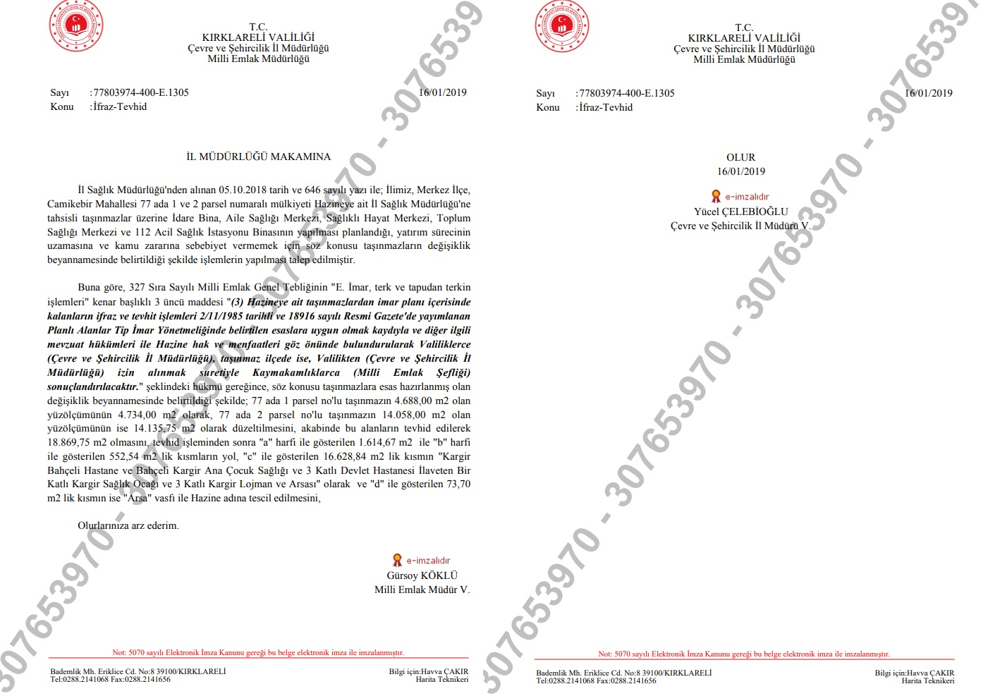 T.C.
KIRKLARELİ VALİLİĞİ
Çevre ve Şehircilik İl Müdürlüğü
Milli Emlak Müdürlüğü
Sayı :77803974-400-E.1305 16/01/2019
Konu :İfraz-Tevhid
İL MÜDÜRLÜĞÜ MAKAMINA
İl Sağlık Müdürlüğü'nden alınan 05.10.2018 tarih ve 646 sayılı yazı ile; İlimiz, Merkez İlçe,
Camikebir Mahallesi 77 ada 1 ve 2 parsel numaralı mülkiyeti Hazineye ait İl Sağlık Müdürlüğü'ne
tahsisli taşınmazlar üzerine İdare Bina, Aile Sağlığı Merkezi, Sağlıklı Hayat Merkezi, Toplum
Sağlığı Merkezi ve 112 Acil Sağlık İstasyonu Binasının yapılması planlandığı, yatırım sürecinin
uzamasına ve kamu zararına sebebiyet vermemek için söz konusu taşınmazların değişiklik
beyannamesinde belirtildiği şekilde işlemlerin yapılması talep edilmiştir.
Buna göre, 327 Sıra Sayılı Milli Emlak Genel Tebliğinin "E. İmar, terk ve tapudan terkin
işlemleri" kenar başlıklı 3 üncü maddesi "(3) Hazineye ait taşınmazlardan imar planı içerisinde
kalanların ifraz ve tevhit işlemleri 2/11/1985 tarihli ve 18916 sayılı Resmi Gazete'de yayımlanan
Planlı Alanlar Tip İmar Yönetmeliğinde belirtilen esaslara uygun olmak kaydıyla ve diğer ilgili
mevzuat hükümleri ile Hazine hak ve menfaatleri göz önünde bulundurularak Valiliklerce
(Çevre ve Şehircilik İl Müdürlüğü), taşınmaz ilçede ise, Valilikten (Çevre ve Şehircilik İl
Müdürlüğü) izin alınmak suretiyle Kaymakamlıklarca (Milli Emlak Şefliği)
sonuçlandırılacaktır." şeklindeki hükmü gereğince, söz konusu taşınmazlara esas hazırlanmış olan
değişiklik beyannamesinde belirtildiği şekilde; 77 ada 1 parsel no'lu taşınmazın 4.688,00 m2 olan
yüzölçümünün 4.734,00 m2 olarak, 77 ada 2 parsel no'lu taşınmazın 14.058,00 m2 olan
yüzölçümünün ise 14.135,75 m2 olarak düzeltilmesini, akabinde bu alanların tevhid edilerek
18.869,75 m2 olmasını, tevhid işleminden sonra "a" harfi ile gösterilen 1.614,67 m2 ile "b" harfi
ile gösterilen 552,54 m2 lik kısmların yol, "c" ile gösterilen 16.628,84 m2 lik kısmın "Kargir
Bahçeli Hastane ve Bahçeli Kargir Ana Çocuk Sağlığı ve 3 Katlı Devlet Hastanesi İlaveten Bir
Katlı Kargir Sağlık Ocağı ve 3 Katlı Kargir Lojman ve Arsası" olarak ve "d" ile gösterilen 73,70
m2 lik kısmın ise "Arsa" vasfı ile Hazine adına tescil edilmesini,
Olurlarınıza arz ederim.
e-imzalıdır
Gürsoy KÖKLÜ
Milli Emlak Müdür V.
Not: 5070 sayılı Elektronik İmza Kanunu gereği bu belge elektronik imza ile imzalanmıştır.
Bademlik Mh. Eriklice Cd. No:8 39100/KIRKLARELİ Bilgi için:Havva ÇAKIR
Tel:0288.2141068 Fax:0288.2141656 Harita Teknikeri
3076653970 - 3076653970 - 307653970 - 3076539
T.C.
KIRKLARELİ VALİLİĞİ
Çevre ve Şehircilik İl Müdürlüğü
Milli Emlak Müdürlüğü
Sayı :77803974-400-E.1305 16/01/2019
Konu :İfraz-Tevhid
OLUR
16/01/2019
e-imzalıdır
Yücel ÇELEBİOĞLU
Çevre ve Şehircilik İl Müdürü V.
Not: 5070 sayılı Elektronik İmza Kanunu gereği bu belge elektronik imza ile imzalanmıştır.
Bademlik Mh. Eriklice Cd. No:8 39100/KIRKLARELİ Bilgi için:Havva ÇAKIR
Tel:0288.2141068 Fax:0288.2141656 Harita Teknikeri
307653970 - 307653970 - 307653970 - 30765397